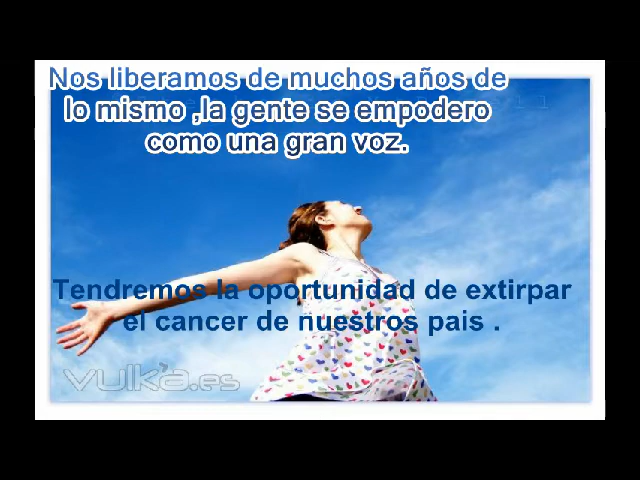 Nos liberamos de muchos años de
lo mismo ,la gente se empodero
como una gran voz.
Tendremos la oportunidad de extirpar
el cancer de nuestros pais .
vulka.es